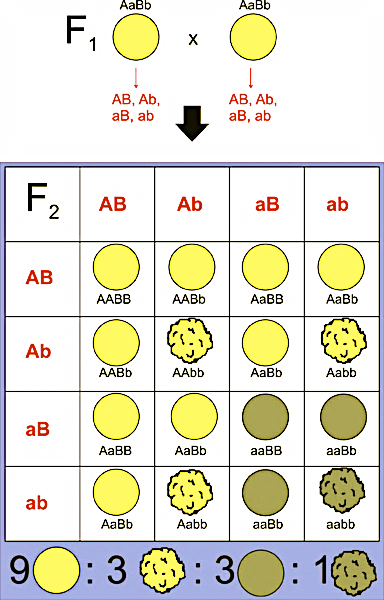 AaBb AaBb
F1 x
AB, Ab, AB, Ab,
aB, ab aB, ab
F2 AB Ab aB ab
AB
AABB AABb AaBB AaBb
Ab
AABb AAbb AaBb Aabb
aB
AaBB AaBb aaBB aaBb
ab
AaBb Aabb aaBb aabb
9 : 3 : 3 : 1